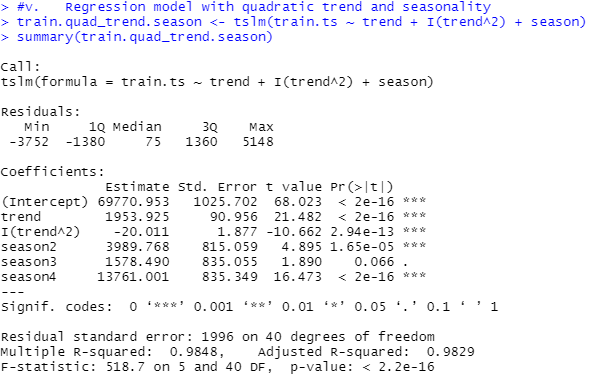 > #v.   Regression model with quadratic trend and seasonality
> train.quad_trend.season <- tslm(train.ts ~ trend + I(trend^2) + season)
> summary(train.quad_trend.season)
Call:
tslm(formula = train.ts ~ trend + I(trend^2) + season)
Residuals:
   Min     1Q Median     3Q    Max
 -3752  -1380     75   1360   5148
Coefficients:
             Estimate Std. Error t value Pr(>|t|)
(Intercept) 69770.953   1025.702  68.023  < 2e-16 ***
trend        1953.925     90.956  21.482  < 2e-16 ***
I(trend^2)    -20.011      1.877 -10.662 2.94e-13 ***
season2      3989.768    815.059   4.895 1.65e-05 ***
season3      1578.490    835.055   1.890    0.066 .
season4     13761.001    835.349  16.473  < 2e-16 ***
---
Signif. codes:  0 ‘***’ 0.001 ‘**’ 0.01 ‘*’ 0.05 ‘.’ 0.1 ‘ ’ 1
Residual standard error: 1996 on 40 degrees of freedom
Multiple R-squared:  0.9848,    Adjusted R-squared:  0.9829
F-statistic: 518.7 on 5 and 40 DF,  p-value: < 2.2e-16